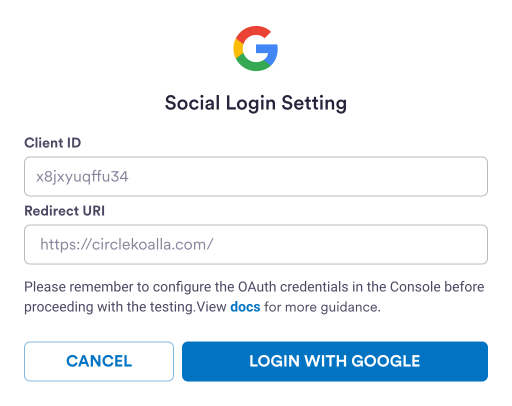 Social Login Setting
Client ID
x8jxyuqffu34
Redirect URI
https://circlekoalla.com/
Please remember to configure the OAuth credentials in the Console before
proceeding with the testing.View docs for more guidance.
CANCEL
LOGIN WITH GOOGLE